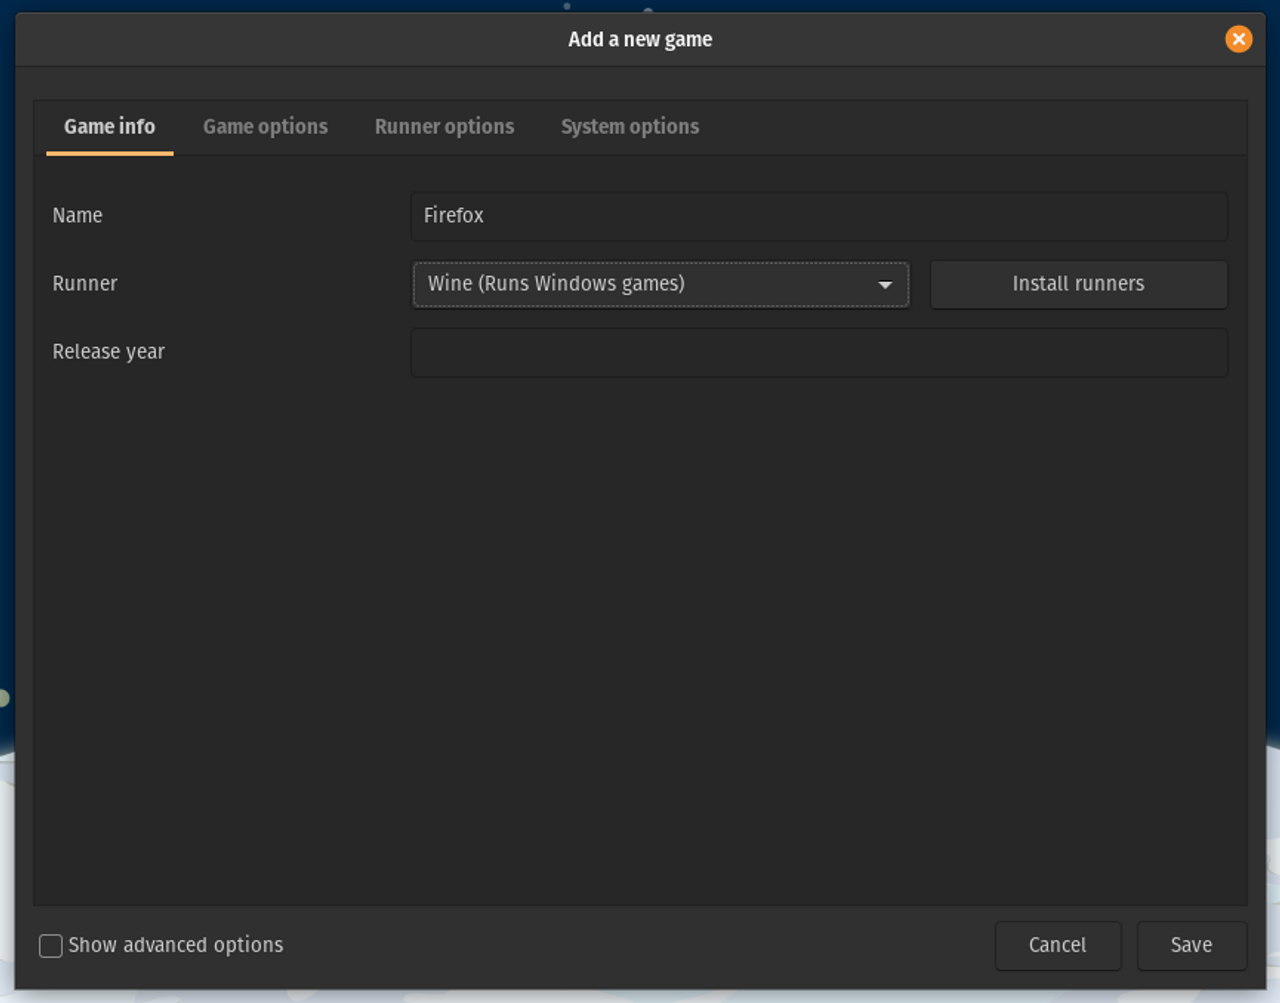 Add a new game
Game info Game options Runner options System options
Name Firefox
Runner Wine (Runs Windows games) Install runners
Release year
Show advanced options Cancel Save